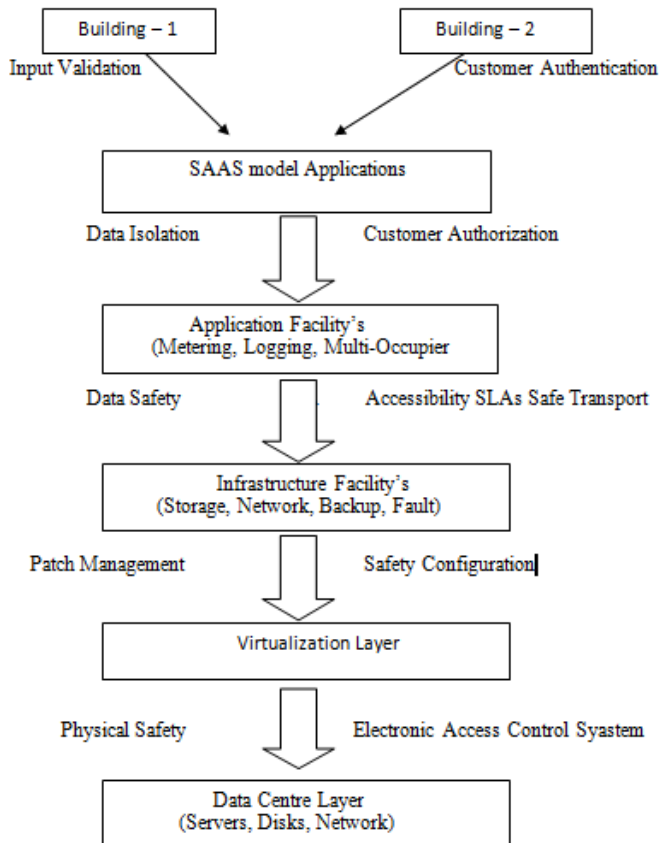 Building – 1
Building – 2
Input Validation
Customer Authentication
SAAS model Applications
Data Isolation
Customer Authorization
Application Facility's
(Metering, Logging, Multi-Occupier
Data Safety
Accessibility SLAs Safe Transport
Infrastructure Facility's
(Storage, Network, Backup, Fault)
Patch Management
Safety Configuration
Virtualization Layer
Physical Safety
Electronic Access Control Syastem
Data Centre Layer
(Servers, Disks, Network)